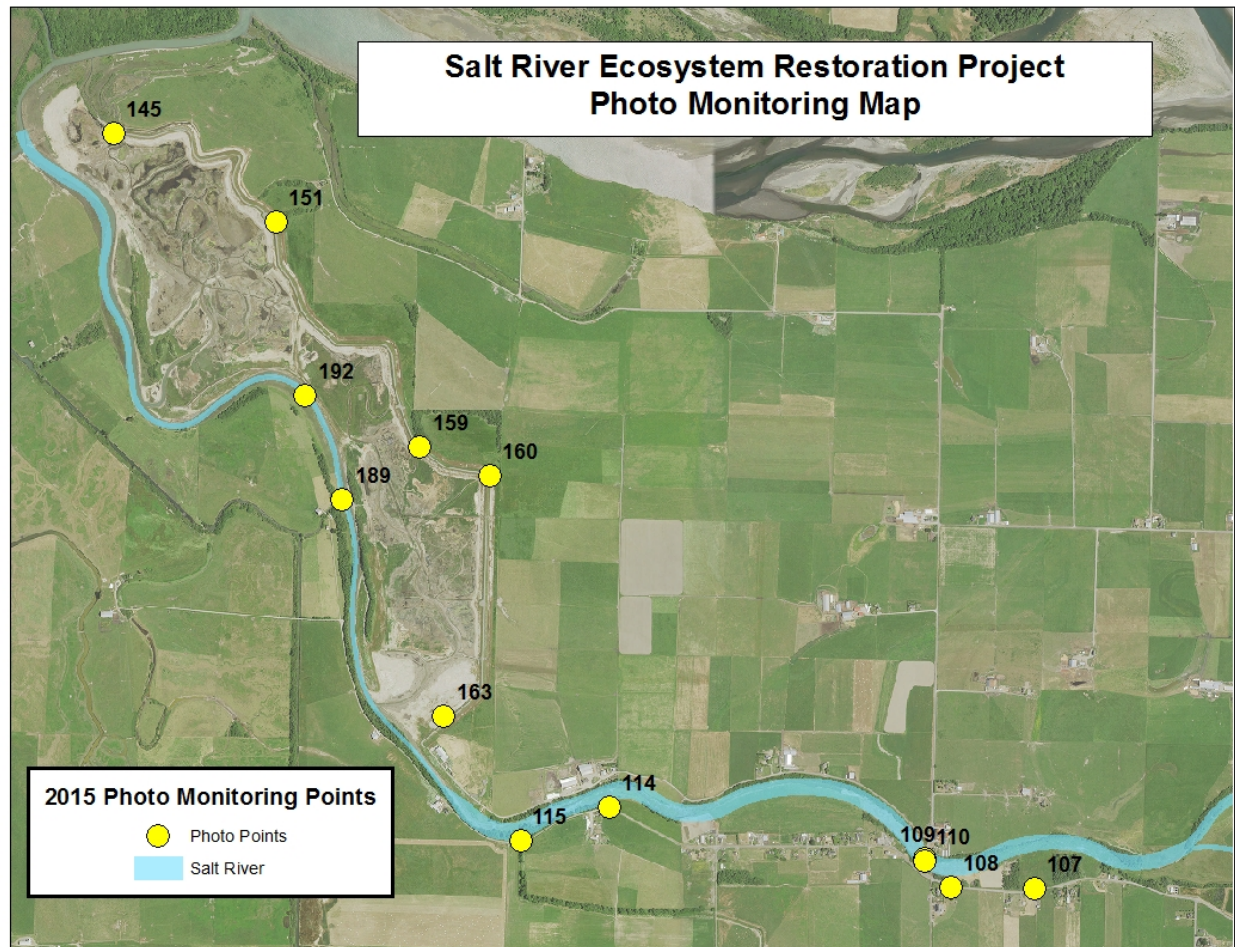 Salt River Ecosystem Restoration Project
Photo Monitoring Map
145
151
192
159
160
189
163
114
115
109
110
108
107
2015 Photo Monitoring Points
Photo Points
Salt River